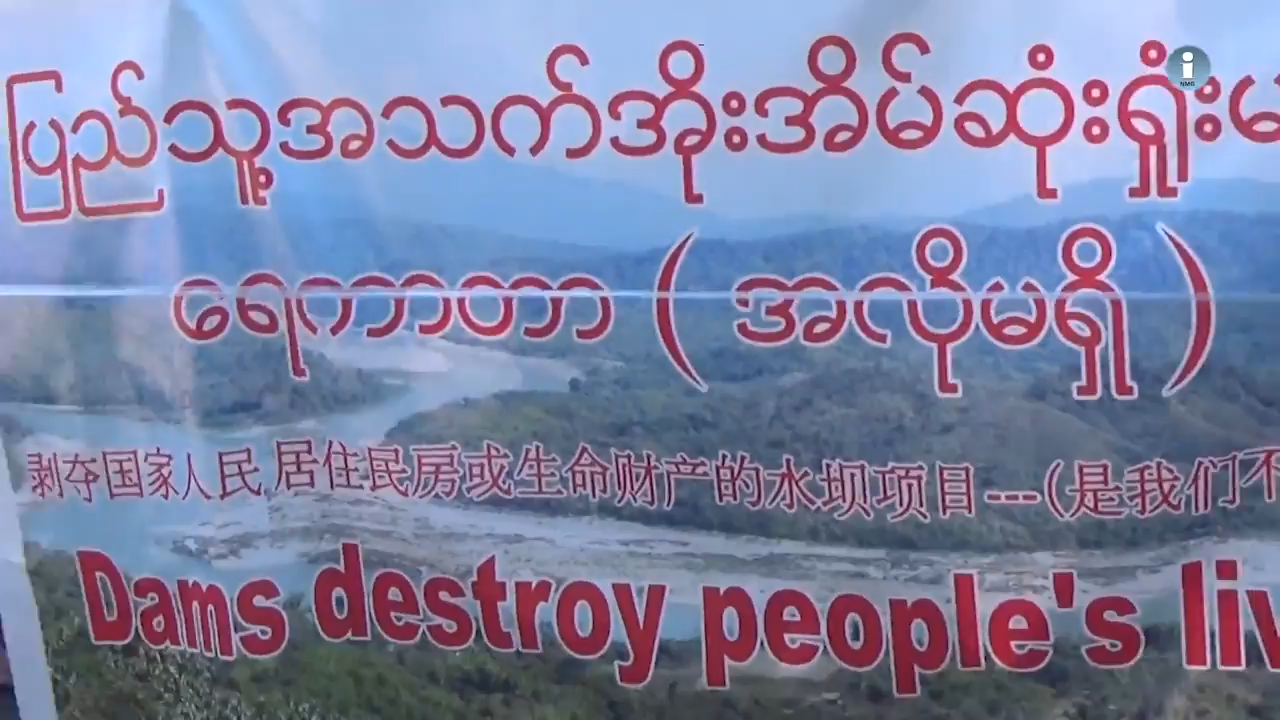 ပြည်သူ့အသက်အိုးအိမ်ဆုံးရှုံးမ
ရေကာတာ ( အလိုမရှိ )
剥夺国家人民居住民房或生命财产的水坝项目---(是我们不
Dams destroy people's liv
i
NMG